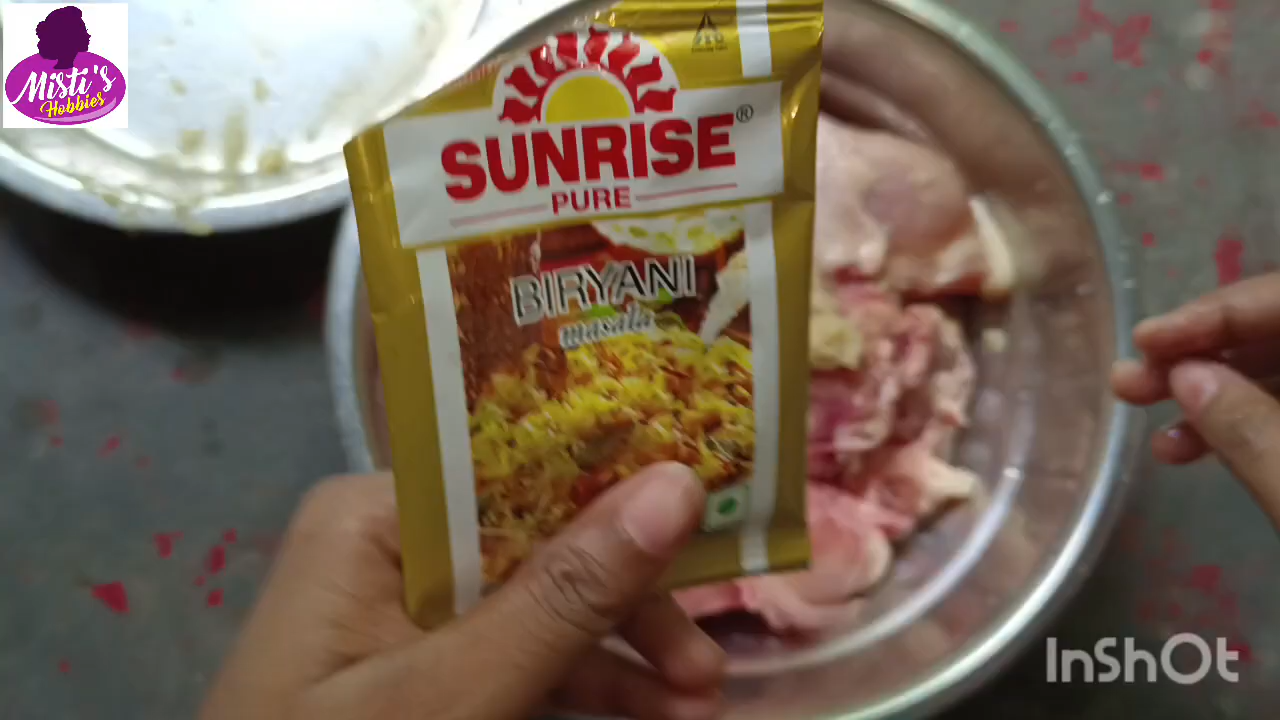 Misti's
Hobbies
SUNRISE®
PURE
BIRYANI
masala
InShOt